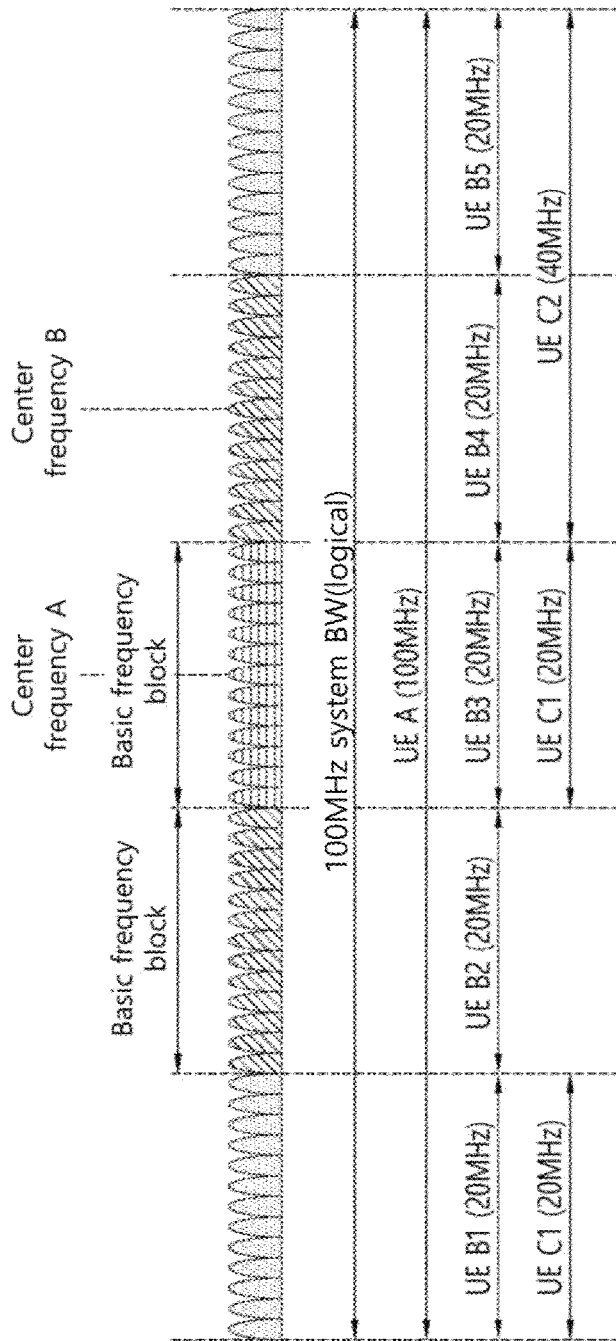 Center
frequency A
Center
frequency B
Basic frequency
block
Basic frequency
block
100MHz system BW(logical)
UE A (100MHz)
UE B1 (20MHz)
UE B2 (20MHz)
UE B3 (20MHz)
UE B4 (20MHz)
UE B5 (20MHz)
UE C1 (20MHz)
UE C1 (20MHz)
UE C2 (40MHz)